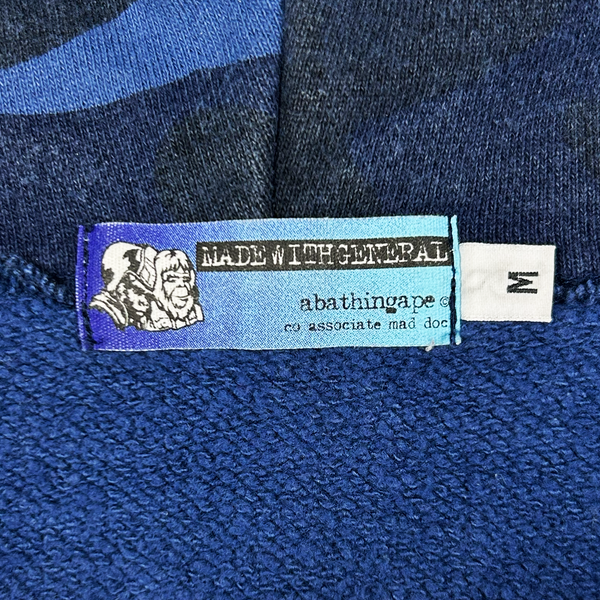 MADE WITH GENERAL
abathingape ©
co associate mad doc
M